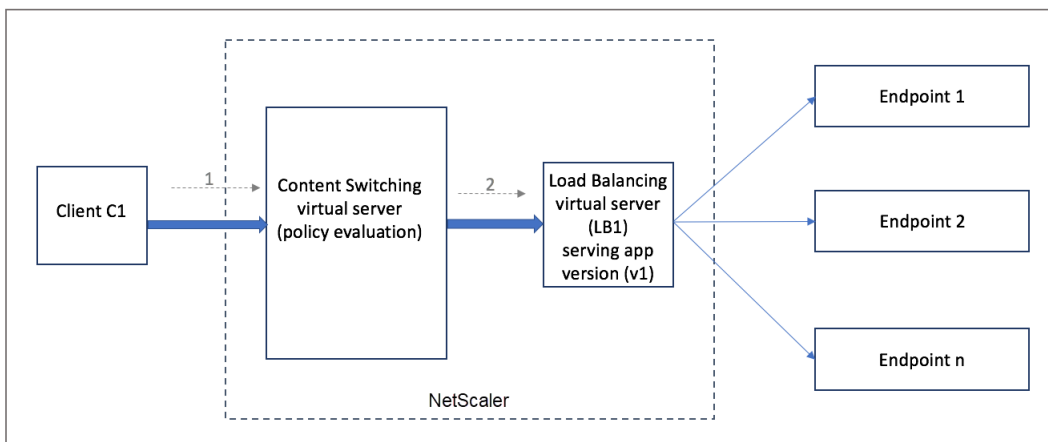 Client C1
1
Content Switching
virtual server
(policy evaluation)
2
Load Balancing
virtual server
(LB1)
serving app
version (v1)
NetScaler
Endpoint 1
Endpoint 2
Endpoint n